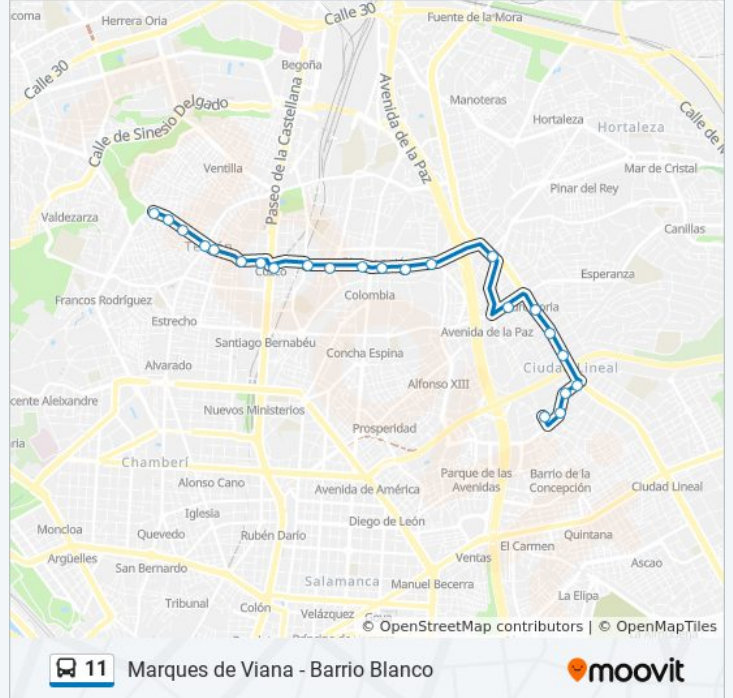 Herrera Oria
Calle 30
Fuente de la Mora
Calle 30
Begoña
Manoteras
Calle de Sinesio Delgado
Paseo de la Castellana
Avenida de la Paz
Hortaleza
Hortaleza
Ventilla
Mar de Cristal
Pinar del Rey
Valdezarza
Canillas
Cuzco
Esperanza
Francos Rodríguez
Colombia
Estrecho
Avenida de la Paz
Santiago Bernabéu
Concha Espina
Alvarado
Ciudad Lineal
Alfonso XIII
cente Aleixandre
Nuevos Ministerios
Prosperidad
Chamberí
Parque de las
Avenidas
Barrio de la
Concepción
Alonso Cano
Avenida de América
Ciudad Lineal
Iglesia
Diego de León
Moncloa
Quevedo
Rubén Darío
Quintana
El Carmen
Argüelles
San Bernardo
Ventas
Ascao
Salamanca
Manuel Becerra
La Elipa
Tribunal
Colón
Velázquez
© OpenStreetMap contributors | © OpenMapTiles
11 Marques de Viana - Barrio Blanco
moovit